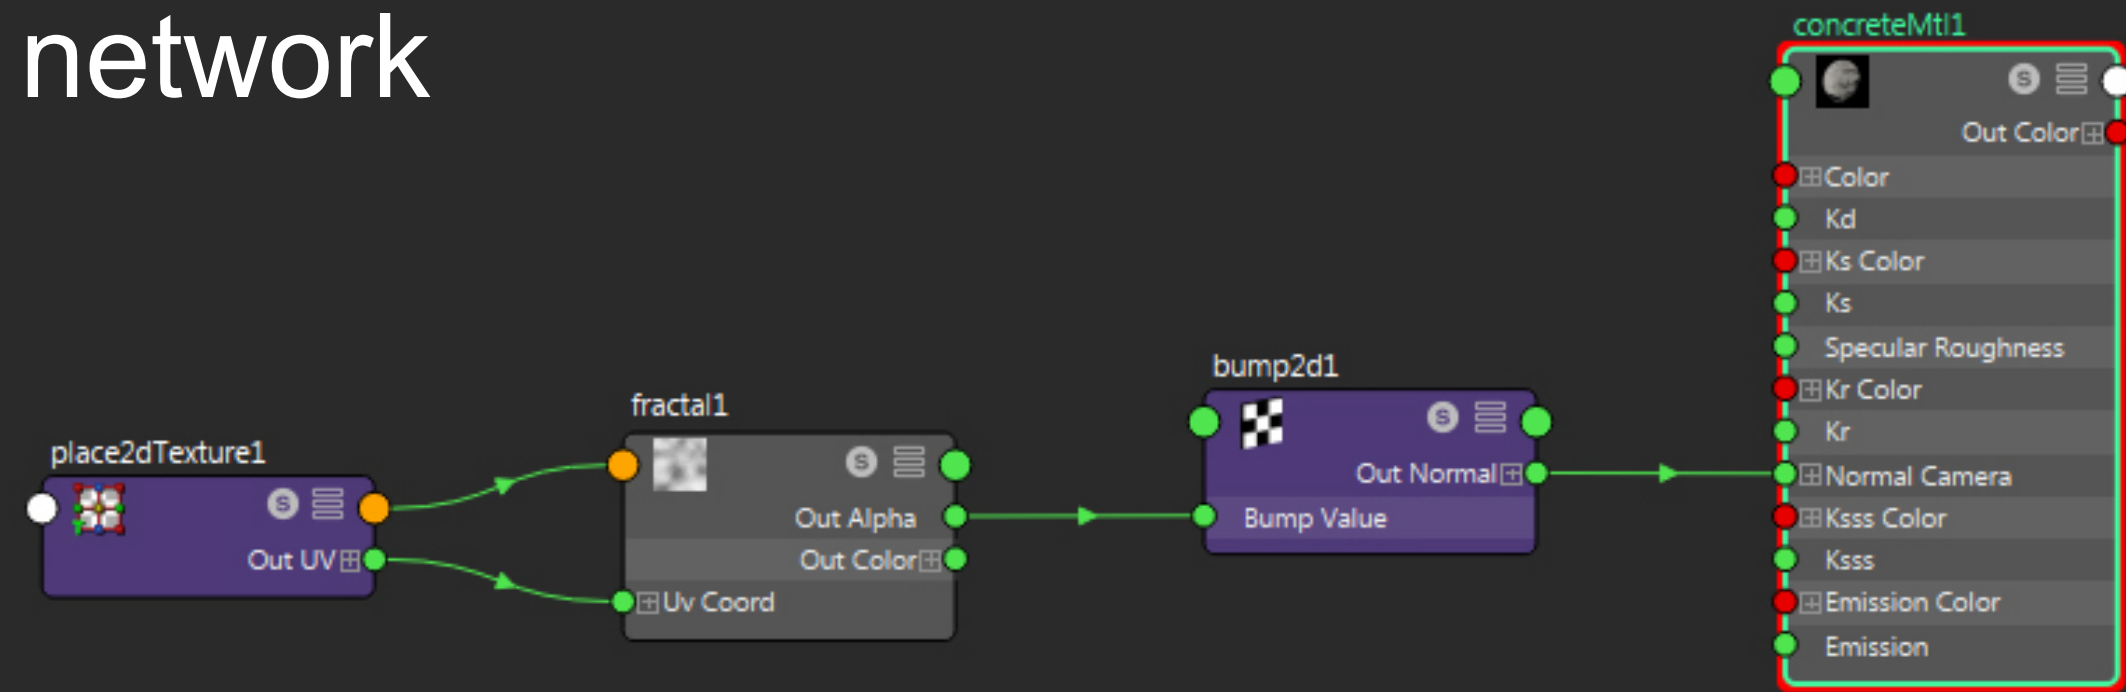 network
place2dTexture1
S
Out UV
fractal1
S
Out Alpha
Out Color
Uv Coord
bump2d1
S
Out Normal
Bump Value
concreteMtl1
S
Out Color
Color
Kd
Ks Color
Ks
Specular Roughness
Kr Color
Kr
Normal Camera
Ksss Color
Ksss
Emission Color
Emission